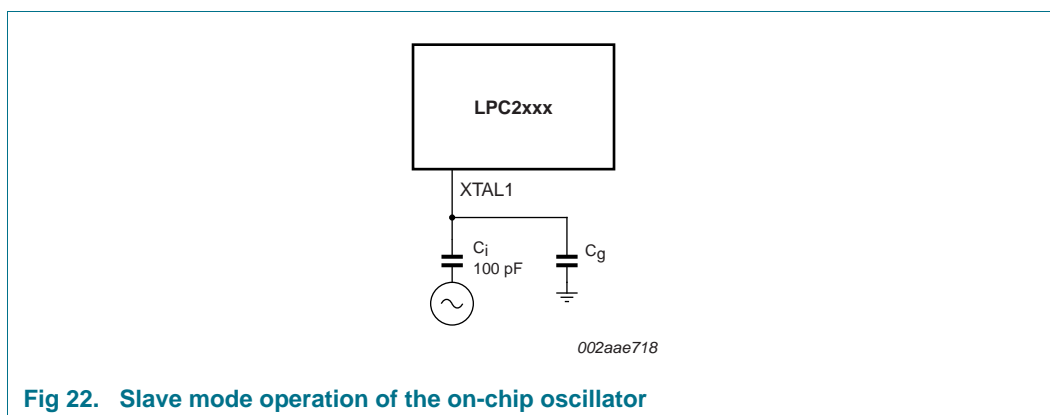 LPC2xxx
XTAL1
Ci
100 pF
Cg
002aae718
Fig 22. Slave mode operation of the on-chip oscillator